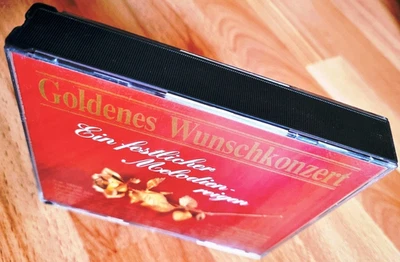 Goldenes Wunschkonzert
Ein festlicher
Melodien-
reigen